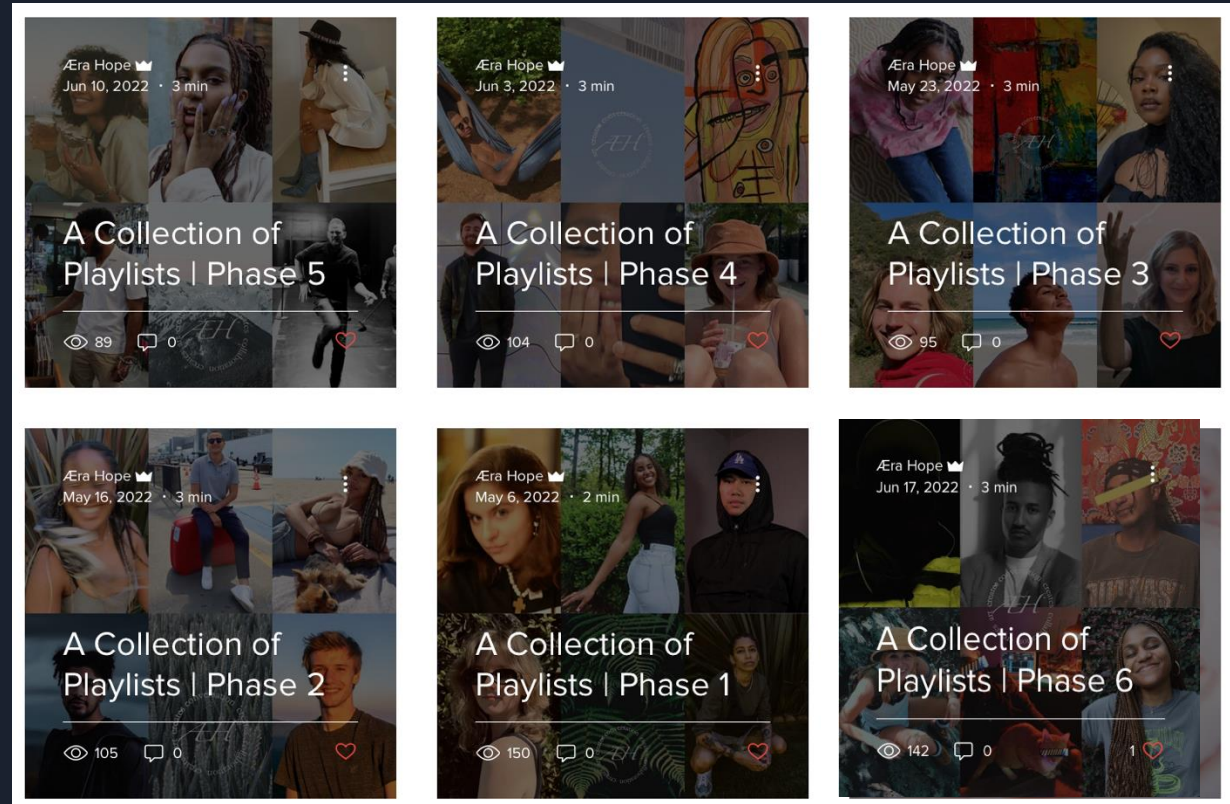 Æra Hope
Jun 10, 2022 · 3 min
A Collection of
Playlists | Phase 5
89 0
Æra Hope
Jun 3, 2022 · 3 min
ÆH
A Collection of
Playlists | Phase 4
104 0
Æra Hope
May 23, 2022 · 3 min
ÆH
A Collection of
Playlists | Phase 3
95 0
Æra Hope
May 16, 2022 · 3 min
A Collection of
Playlists | Phase 2
105 0
Æra Hope
May 6, 2022 · 2 min
A Collection of
Playlists | Phase 1
150 0
Æra Hope
Jun 17, 2022 · 3 min
ÆH
A Collection of
Playlists | Phase 6
142 0 1